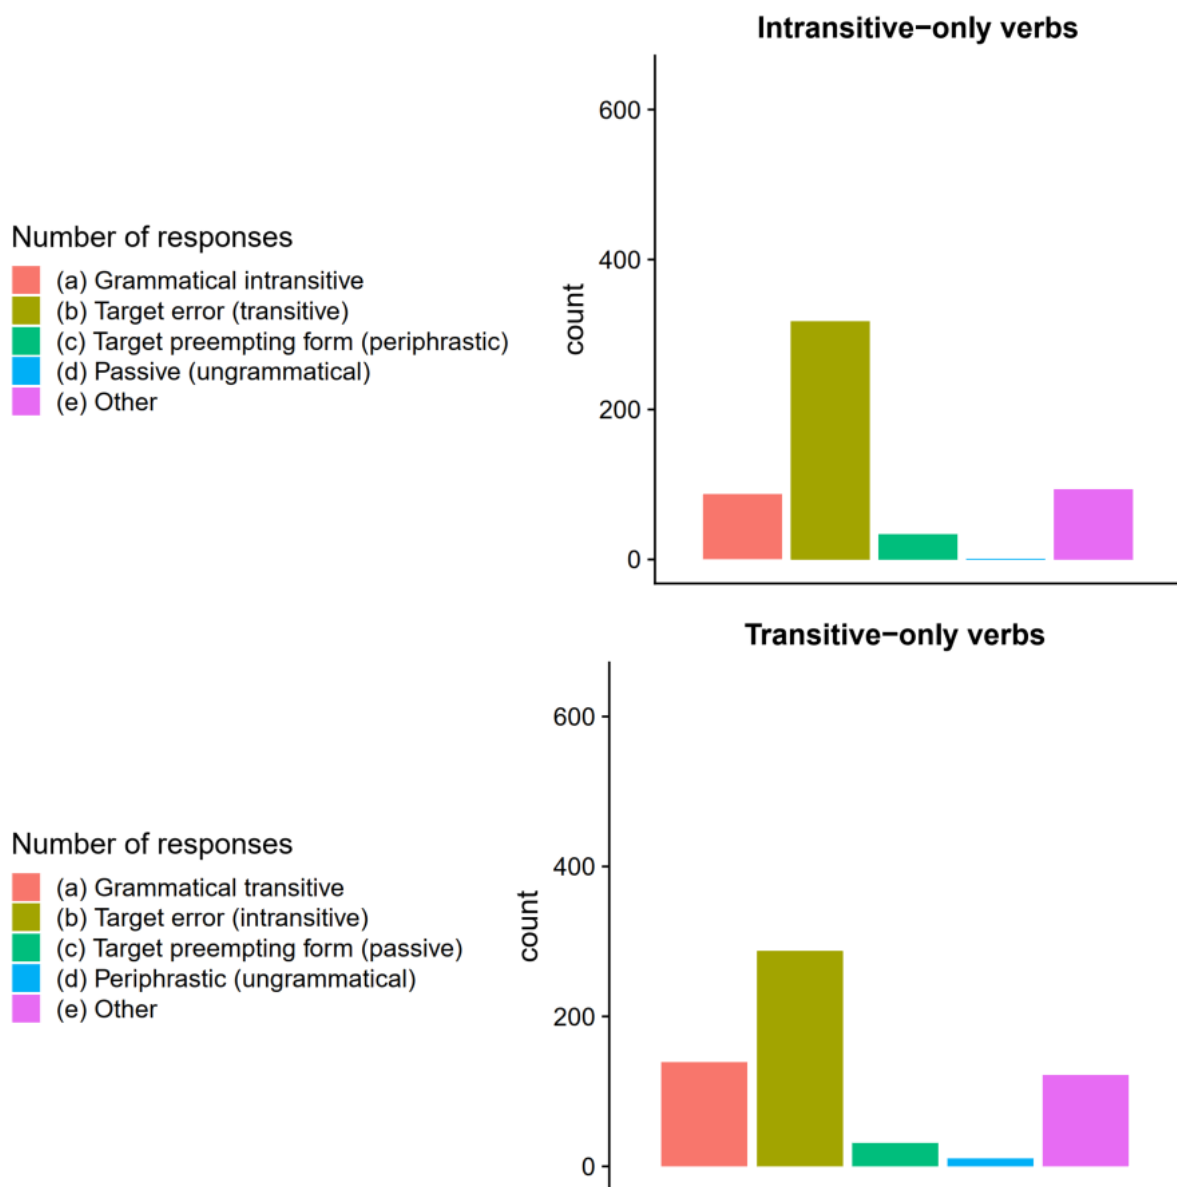 Intransitive−only verbs
600
400
200
0
count
Number of responses
(a) Grammatical intransitive
(b) Target error (transitive)
(c) Target preempting form (periphrastic)
(d) Passive (ungrammatical)
(e) Other
Transitive−only verbs
600
400
200
0
count
Number of responses
(a) Grammatical transitive
(b) Target error (intransitive)
(c) Target preempting form (passive)
(d) Periphrastic (ungrammatical)
(e) Other